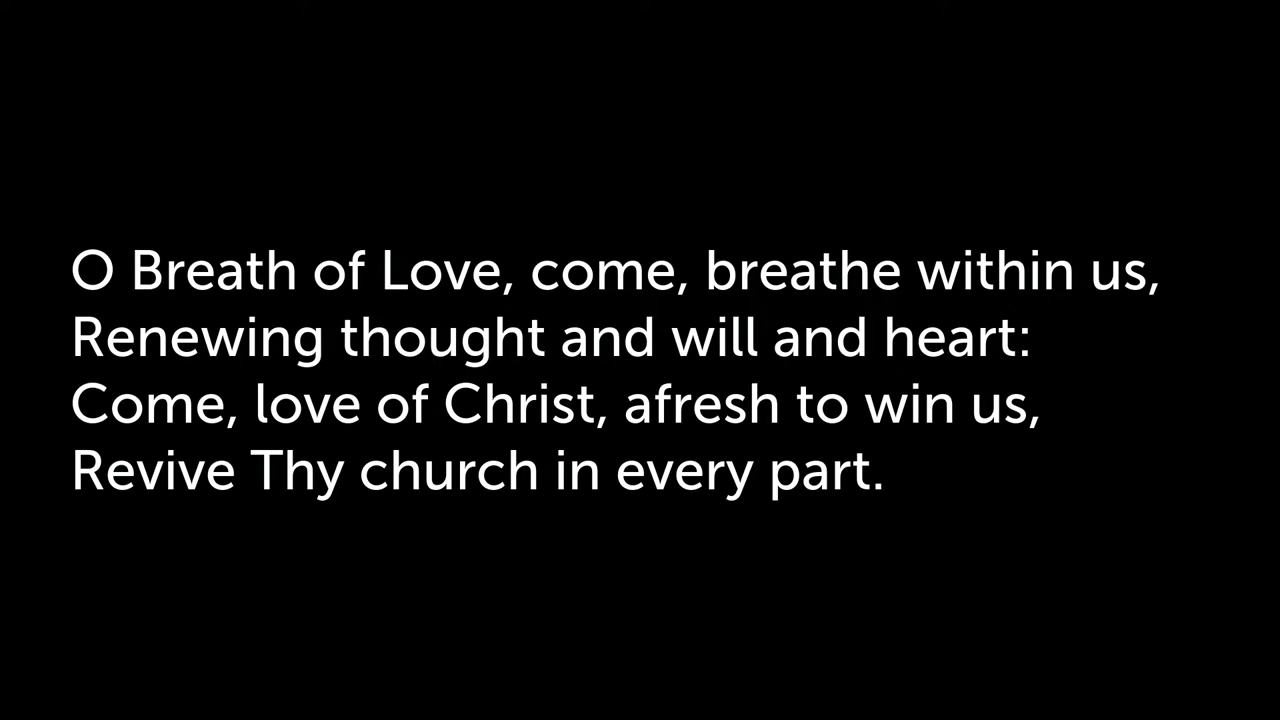 O Breath of Love, come, breathe within us,
Renewing thought and will and heart:
Come, love of Christ, afresh to win us,
Revive Thy church in every part.